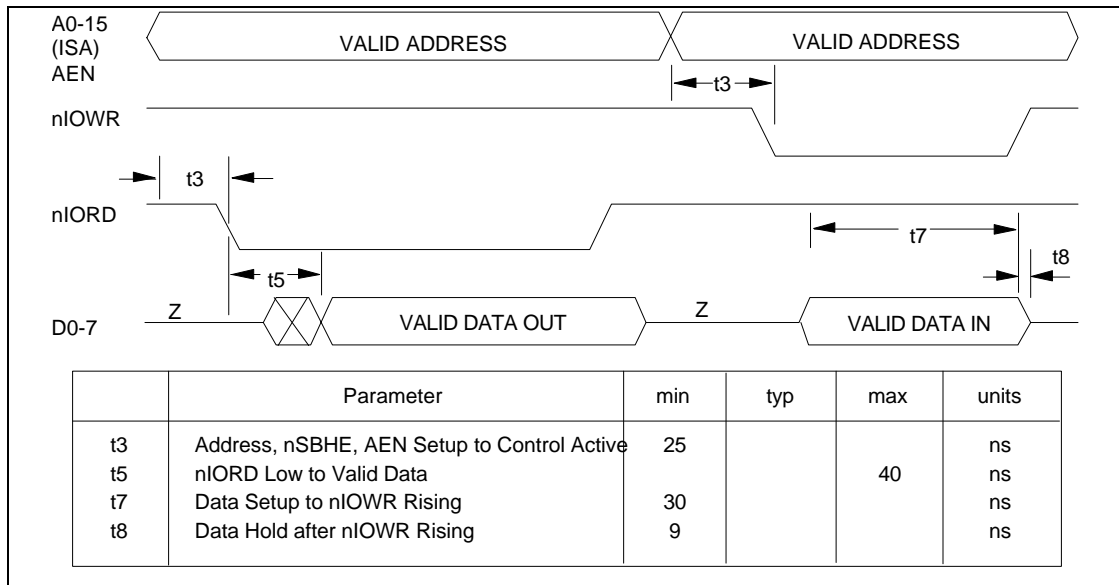 A0-15
(ISA)
AEN
VALID ADDRESS
VALID ADDRESS
t3
nIOWR
t3
nIORD
t7
t8
t5
D0-7
Z
VALID DATA OUT
Z
VALID DATA IN
Parameter min typ max units
t3 Address, nSBHE, AEN Setup to Control Active 25 ns
t5 nIORD Low to Valid Data 40 ns
t7 Data Setup to nIOWR Rising 30 ns
t8 Data Hold after nIOWR Rising 9 ns